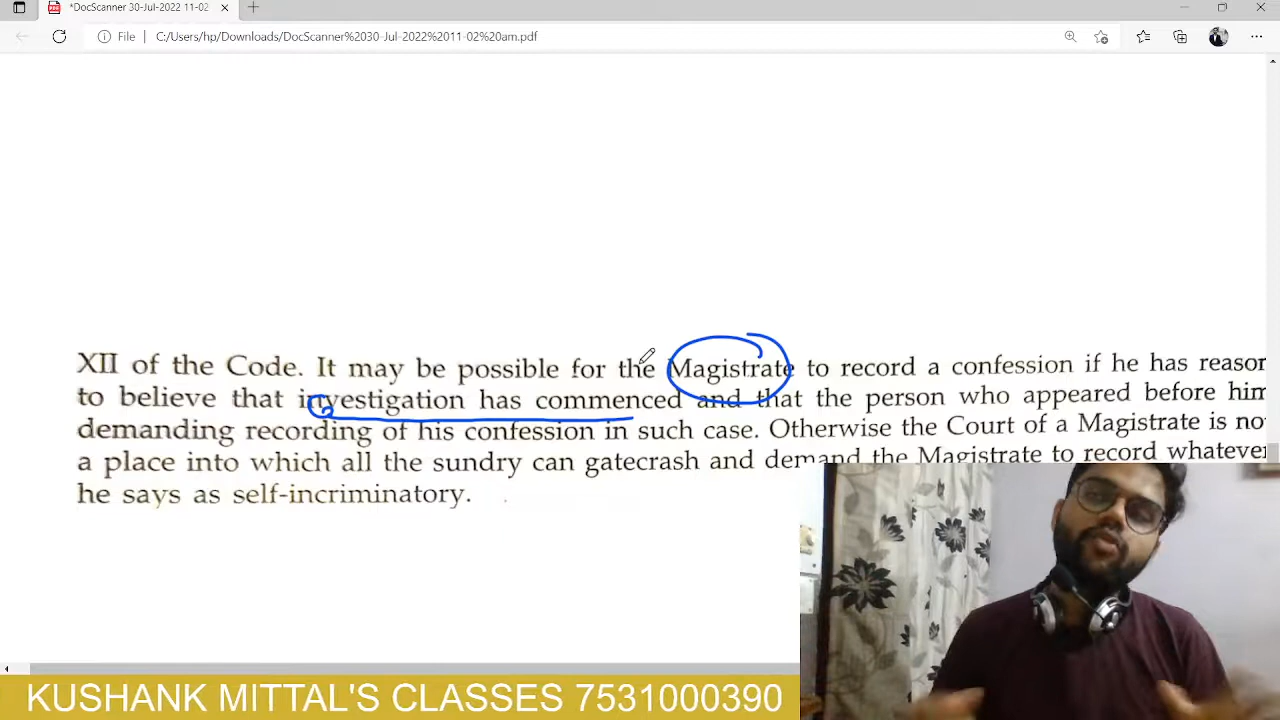 *DocScanner 30-Jul-2022 11-02
File | C:/Users/hp/Downloads/DocScanner%2030-Jul-2022%2011-02%20am.pdf
XII of the Code. It may be possible for the Magistrate to record a confession if he has reason
to believe that investigation has commenced and that the person who appeared before him
demanding recording of his confession in such case. Otherwise the Court of a Magistrate is no
a place into which all the sundry can gatecrash and demand the Magistrate to record whatever
he says as self-incriminatory.
KUSHANK MITTAL'S CLASSES 7531000390